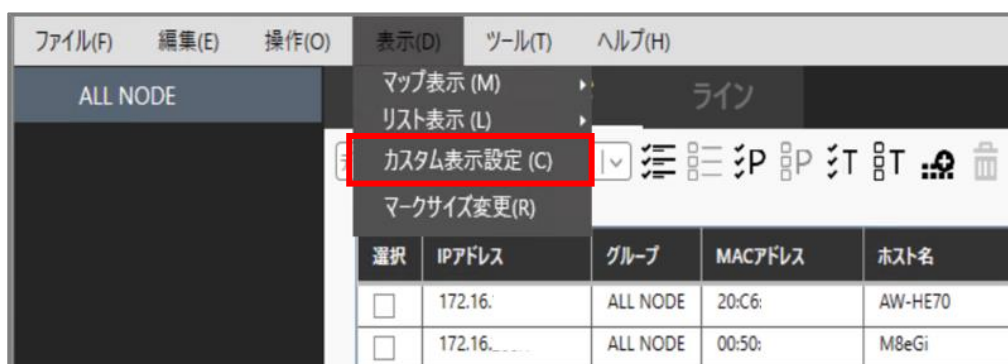 ファイル(F) 編集(E) 操作(O) 表示(D) ツール(T) ヘルプ(H)
ALL NODE
マップ表示 (M)
リスト表示 (L)
カスタム表示設定 (C)
マークサイズ変更(R)
ライン
P P T T
選択 IPアドレス グループ MACアドレス ホスト名
172.16. ALL NODE 20:C6: AW-HE70
172.16. ALL NODE 00:50: M8eGi